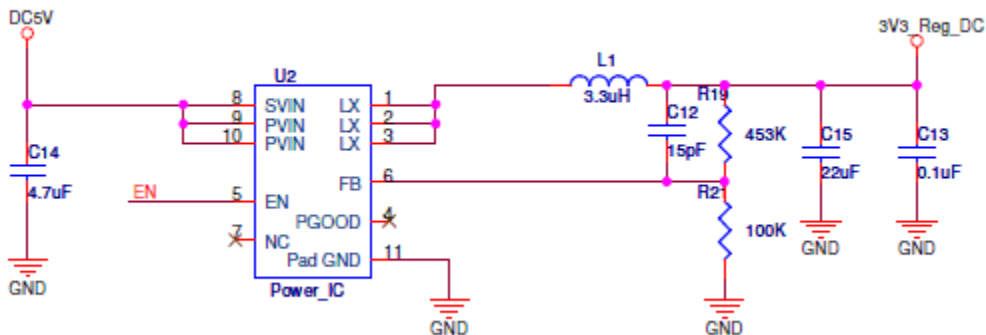 DC5V
3V3_Reg_DC
L1
U2
3.3uH
R19
8 SVIN LX 1
C12
9 PVIN LX 2
453K
C15
C13
10 PVIN LX 3
15pF
C14
22uF
0.1uF
FB 6
4.7uF
EN
5 EN
R21
PGOOD 4
7 NC
100K
Pad GND 11
GND
GND
GND
Power_IC
GND
GND